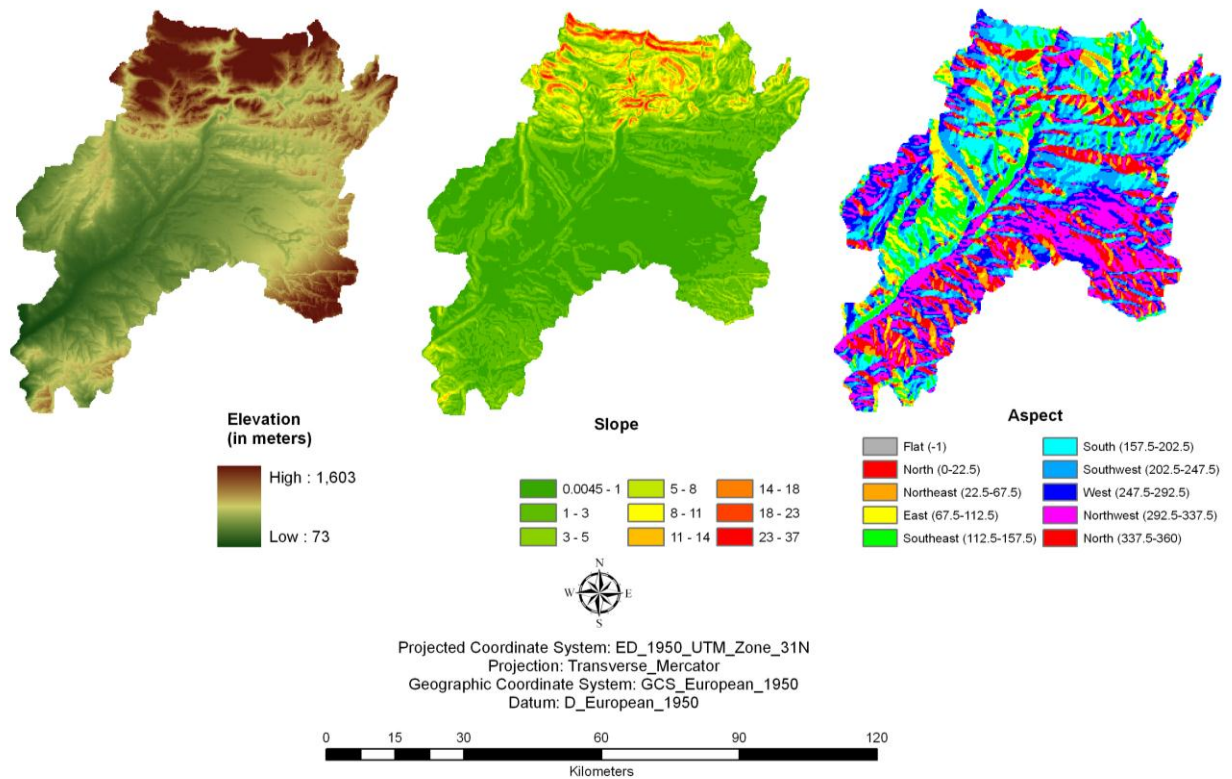 Elevation
(in meters)
High : 1,603
Low : 73
Slope
0.0045 - 1
1 - 3
3 - 5
5 - 8
8 - 11
11 - 14
14 - 18
18 - 23
23 - 37
Aspect
Flat (-1)
North (0-22.5)
Northeast (22.5-67.5)
East (67.5-112.5)
Southeast (112.5-157.5)
South (157.5-202.5)
Southwest (202.5-247.5)
West (247.5-292.5)
Northwest (292.5-337.5)
North (337.5-360)
N
W E
S
Projected Coordinate System: ED_1950_UTM_Zone_31N
Projection: Transverse_Mercator
Geographic Coordinate System: GCS_European_1950
Datum: D_European_1950
0 15 30 60 90 120
Kilometers